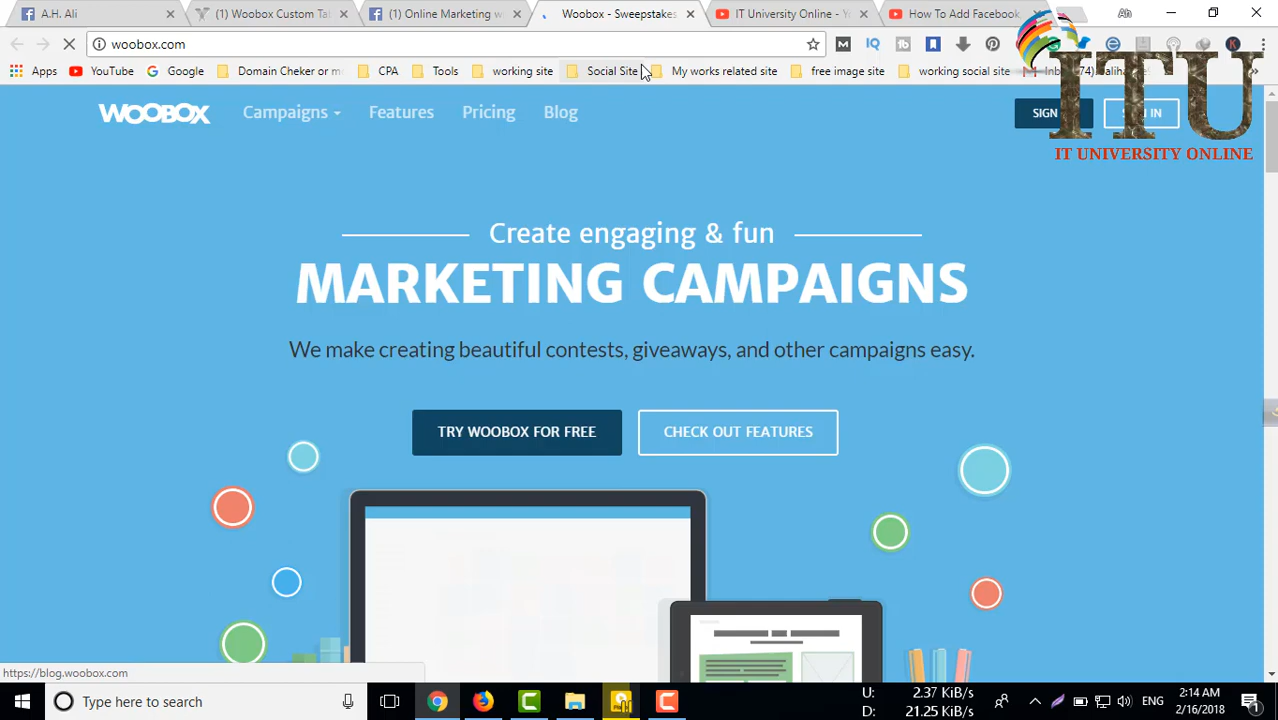 A.H. Ali
(1) Woobox Custom Ta
(1) Online Marketing w
Woobox - Sweepstakes
IT University Online - Y
How To Add Facebook
Ah
woobox.com
Apps
YouTube
Google
Domain Cheker on
CPA
Tools
working site
Social Site
My works related site
free image site
working social site
WOOBOX
Campaigns
Features
Pricing
Blog
SIGN
IN
ITU
IT UNIVERSITY ONLINE
Create engaging & fun
MARKETING CAMPAIGNS
We make creating beautiful contests, giveaways, and other campaigns easy.
TRY WOOBOX FOR FREE
CHECK OUT FEATURES
https://blog.woobox.com
Type here to search
U: 2.37 KiB/s
D: 21.25 KiB/s
ENG
2:14 AM
2/16/2018